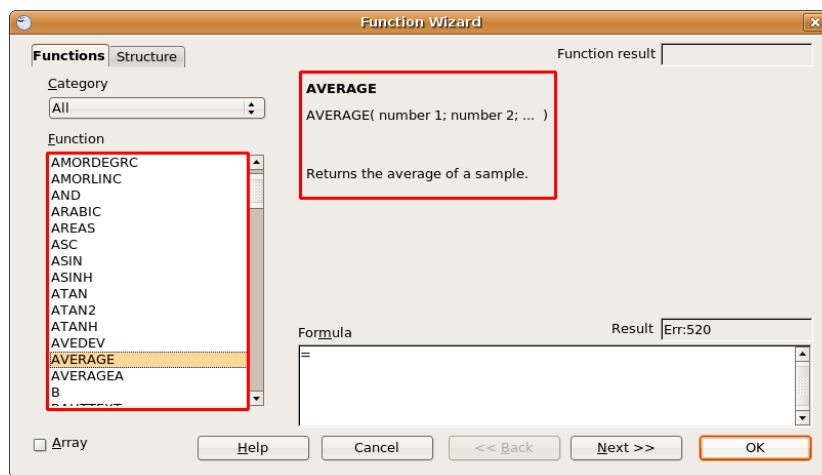 Function Wizard
Functions Structure
Function result
Category
All
Function
AMORDEGRC
AMORLINC
AND
ARABIC
AREAS
ASC
ASIN
ASINH
ATAN
ATAN2
ATANH
AVEDEV
AVERAGE
AVERAGEA
B
AVERAGE
AVERAGE( number 1; number 2; ... )
Returns the average of a sample.
Formula
Result Err:520
=
Array
Help
Cancel
<< Back
Next >>
OK